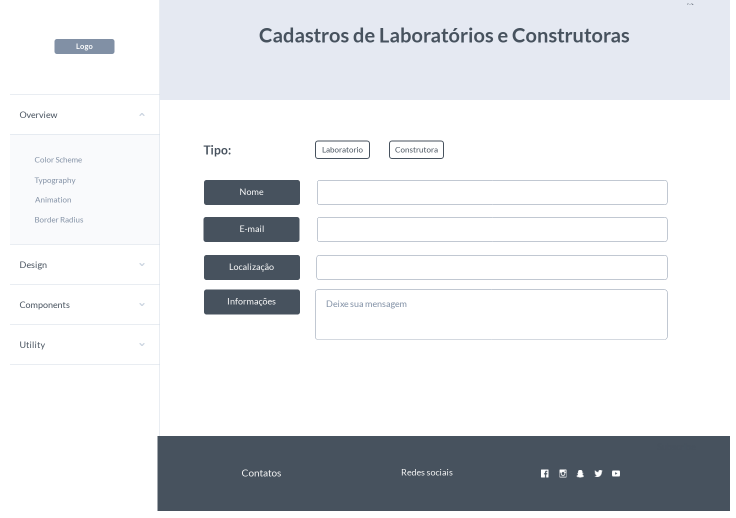 Cadastros de Laboratórios e Construtoras
Logo
Overview
Color Scheme
Typography
Animation
Border Radius
Design
Components
Utility
Tipo:
Laboratorio
Construtora
Nome
E-mail
Localização
Informações
Deixe sua mensagem
Contatos
Redes sociais